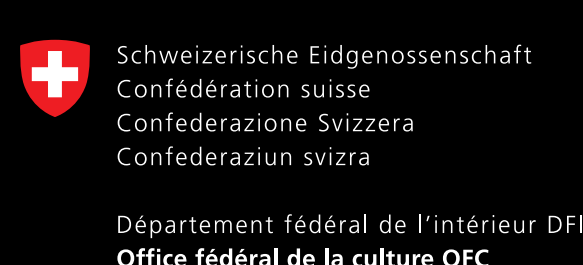 Schweizerische Eidgenossenschaft
Confédération suisse
Confederazione Svizzera
Confederaziun svizra
Département fédéral de l'intérieur DFI
Office fédéral de la culture OFC